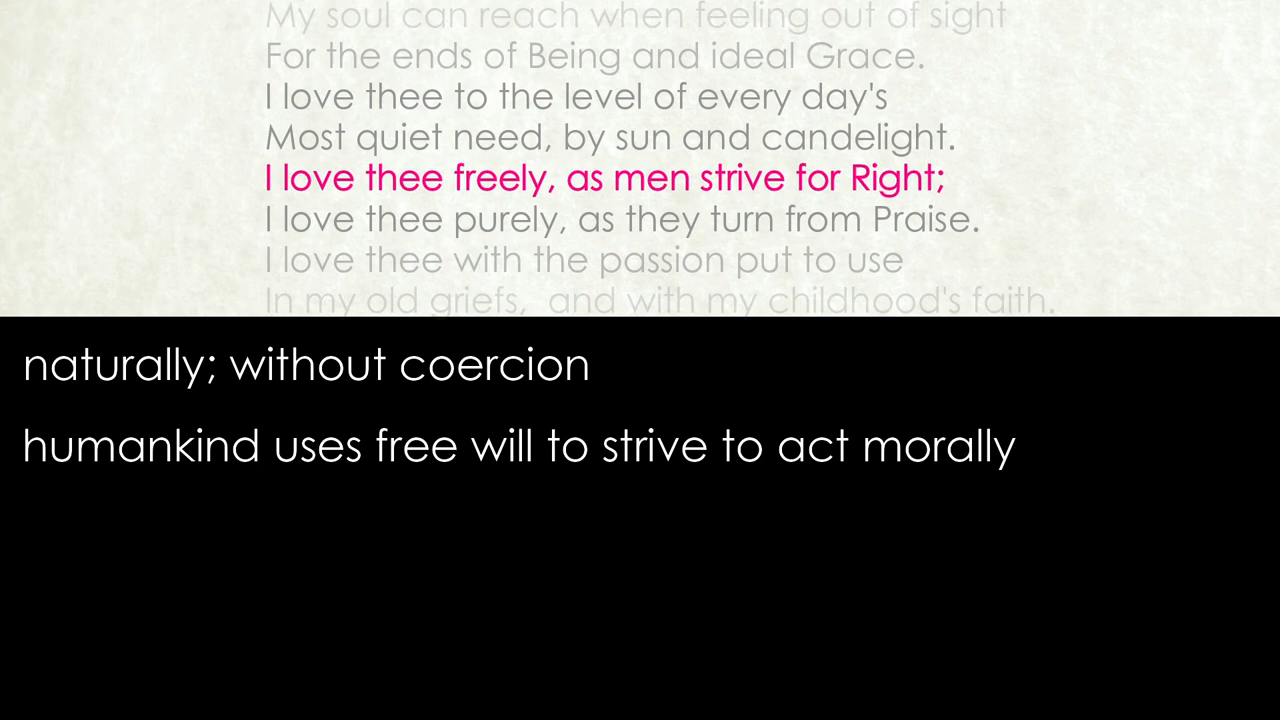 My soul can reach when feeling out of sight
For the ends of Being and ideal Grace.
I love thee to the level of every day's
Most quiet need, by sun and candelight.
I love thee freely, as men strive for Right;
I love thee purely, as they turn from Praise.
I love thee with the passion put to use
In my old griefs,  and with my childhood's faith.
naturally; without coercion
humankind uses free will to strive to act morally